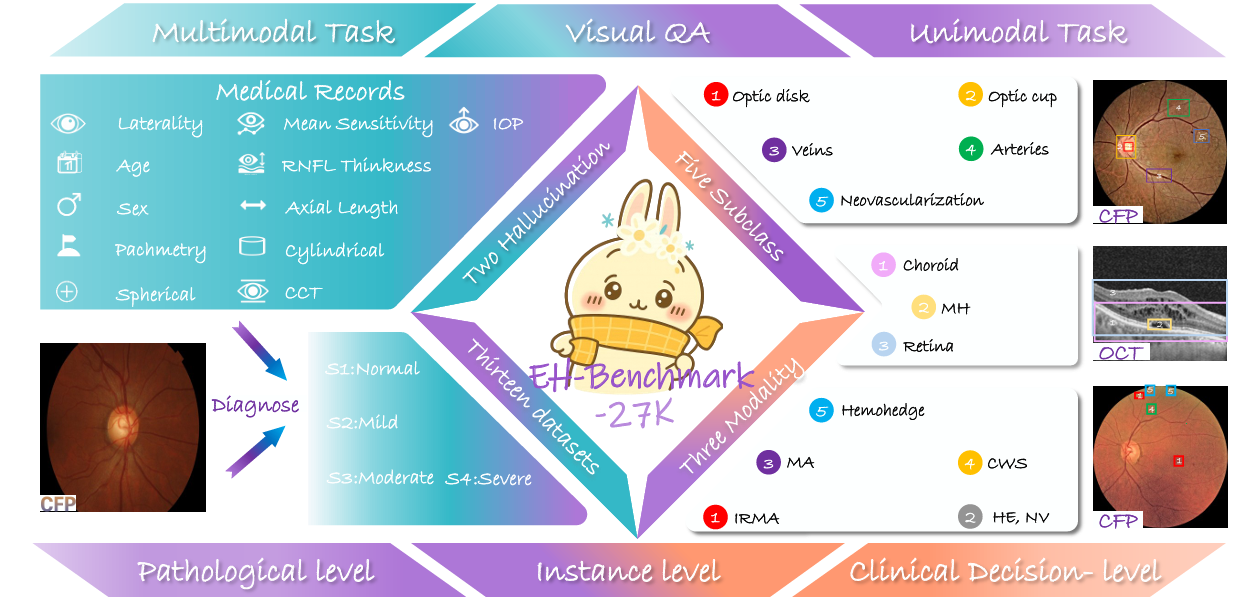 Multimodal Task
Visual QA
Unimodal Task
Medical Records
Laterality
Mean Sensitivity
IOP
Age
RNFL Thinkness
Sex
Axial Length
Pachmetry
Cylindrical
Spherical
CCT
Two Hallucination
Five Subclass
Thirteen datasets
Three Modality
EH-Benchmark
-27K
1 Optic disk
2 Optic cup
3 Veins
4 Arteries
5 Neovascularization
CFP
1 Choroid
2 MH
3 Retina
OCT
5 Hemohedge
3 MA
4 CWS
1 IRMA
2 HE, NV
CFP
CFP
Diagnose
S1:Normal
S2:Mild
S3:Moderate S4:Severe
Pathological level
Instance level
Clinical Decision- level